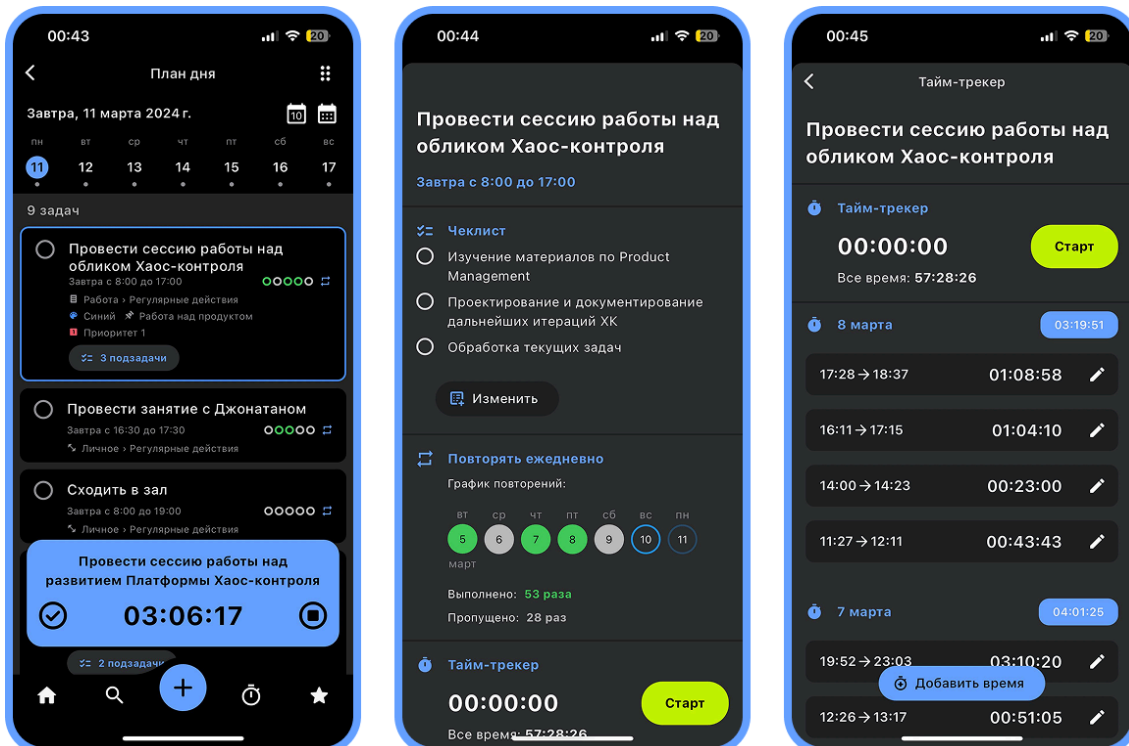 00:43
20
План дня
Завтра, 11 марта 2024 г.
10
пн вт ср чт пт сб вс
11 12 13 14 15 16 17
9 задач
Провести сессию работы над
обликом Хаос-контроля
Завтра с 8:00 до 17:00
Работа › Регулярные действия
Синий Работа над продуктом
Приоритет 1
3 подзадачи
Провести занятие с Джонатаном
Завтра с 16:30 до 17:30
Личное › Регулярные действия
Сходить в зал
Завтра с 8:00 до 19:00
Личное › Регулярные действия
Провести сессию работы над
развитием Платформы Хаос-контроля
03:06:17
2 подзадачи
00:44
20
Провести сессию работы над
обликом Хаос-контроля
Завтра с 8:00 до 17:00
Чеклист
Изучение материалов по Product
Management
Проектирование и документирование
дальнейших итераций ХК
Обработка текущих задач
Изменить
Повторять ежедневно
График повторений:
вт ср чт пт сб вс пн
5 6 7 8 9 10 11
март
Выполнено: 53 раза
Пропущено: 28 раз
Тайм-трекер
00:00:00
Старт
Все время: 57:28:26
00:45
20
Тайм-трекер
Провести сессию работы над
обликом Хаос-контроля
Тайм-трекер
00:00:00
Старт
Все время: 57:28:26
8 марта 03:19:51
17:28 → 18:37 01:08:58
16:11 → 17:15 01:04:10
14:00 → 14:23 00:23:00
11:27 → 12:11 00:43:43
7 марта 04:01:25
19:52 → 23:03 03:10:20
Добавить время
12:26 → 13:17 00:51:05